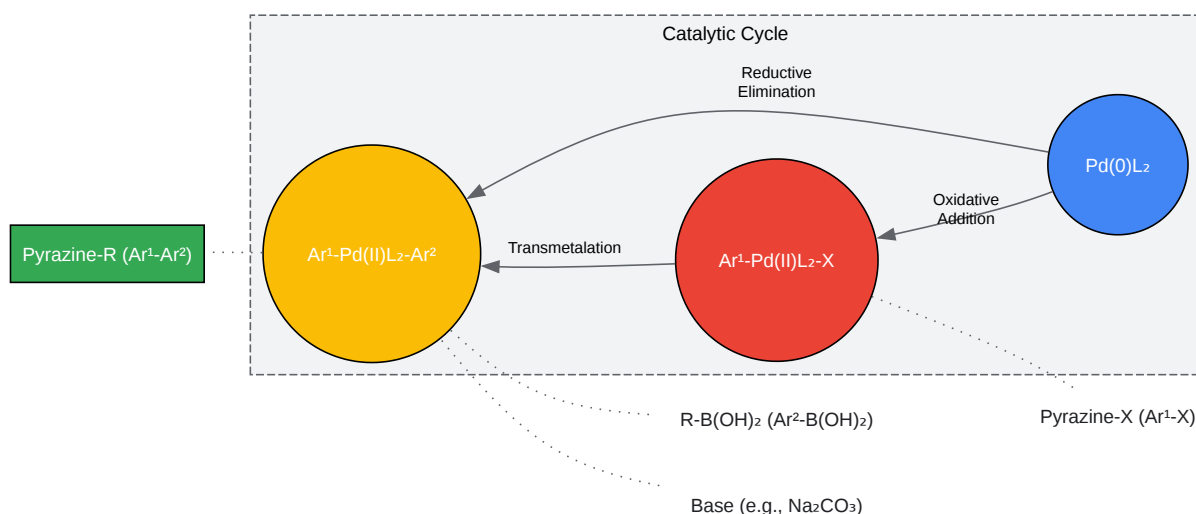 Catalytic Cycle
Reductive
Elimination
Pd(0)L₂
Oxidative
Addition
Transmetalation
Pyrazine-R (Ar¹-Ar²)
Ar¹-Pd(II)L₂-Ar²
Ar¹-Pd(II)L₂-X
R-B(OH)₂ (Ar²-B(OH)₂)
Pyrazine-X (Ar¹-X)
Base (e.g., Na₂CO₃)